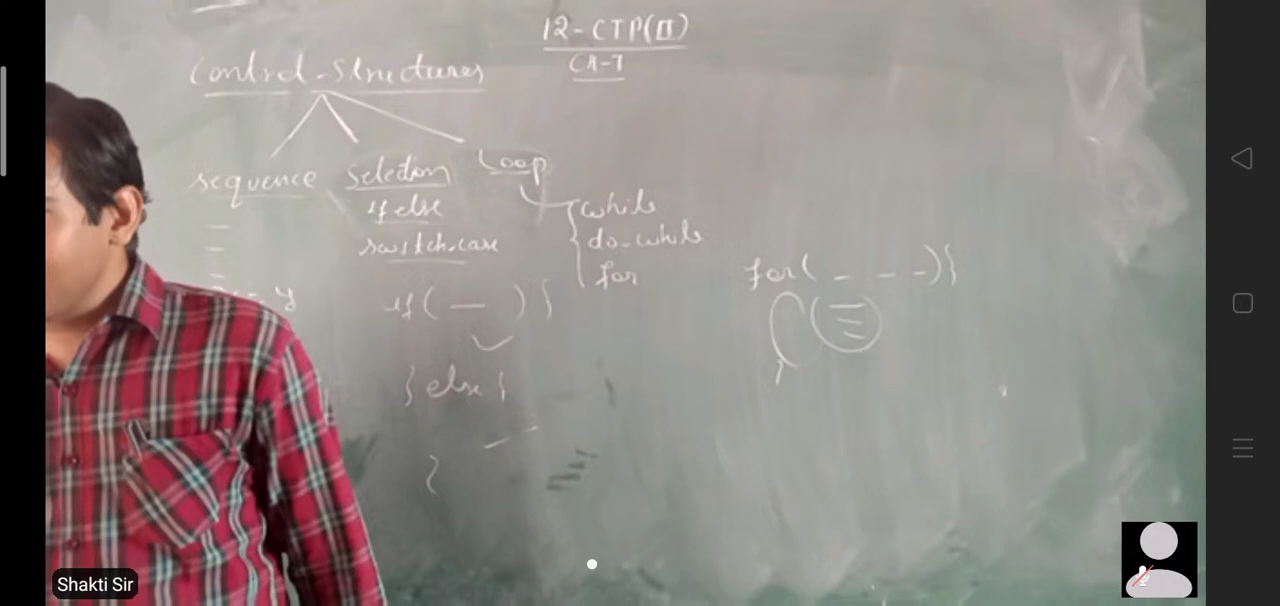 12-CTP(II)
CA-7
Control-Structures
sequence
Selection
if else
switch-case
Loop
while
do-while
for
if( — ) {
} else {
}
for( _ _ _ ) {
}
Shakti Sir